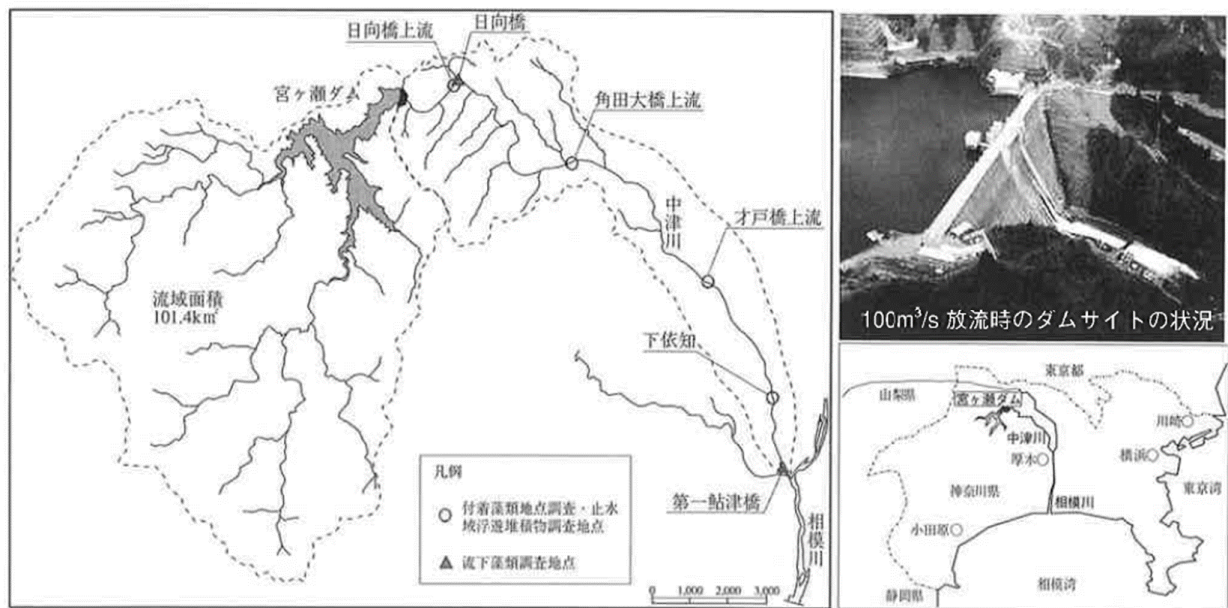 日向橋
日向橋上流
宮ヶ瀬ダム
角田大橋上流
中津川
才戸橋上流
流域面積
101.4km²
下依知
凡例
付着藻類地点調査・止水
域浮遊堆積物調査地点
流下藻類調査地点
第一鮎津橋
相模川
0 1,000 2,000 3,000
100m³/s 放流時のダムサイトの状況
東京都
山梨県
宮ヶ瀬ダム
川崎
中津川
厚木
横浜
神奈川県
東京湾
相模川
小田原
相模湾
静岡県